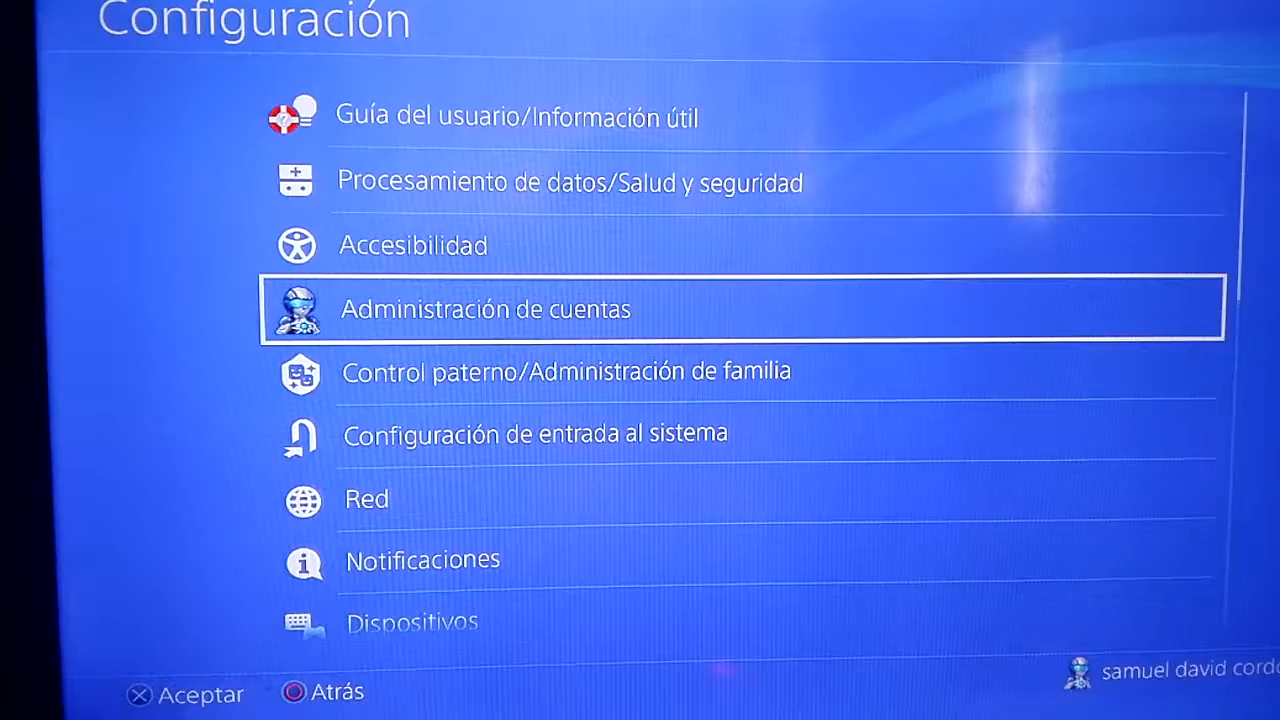 Configuración
Guía del usuario/Información útil
Procesamiento de datos/Salud y seguridad
Accesibilidad
Administración de cuentas
Control paterno/Administración de familia
Configuración de entrada al sistema
Red
Notificaciones
Dispositivos
Aceptar
Atrás
samuel david